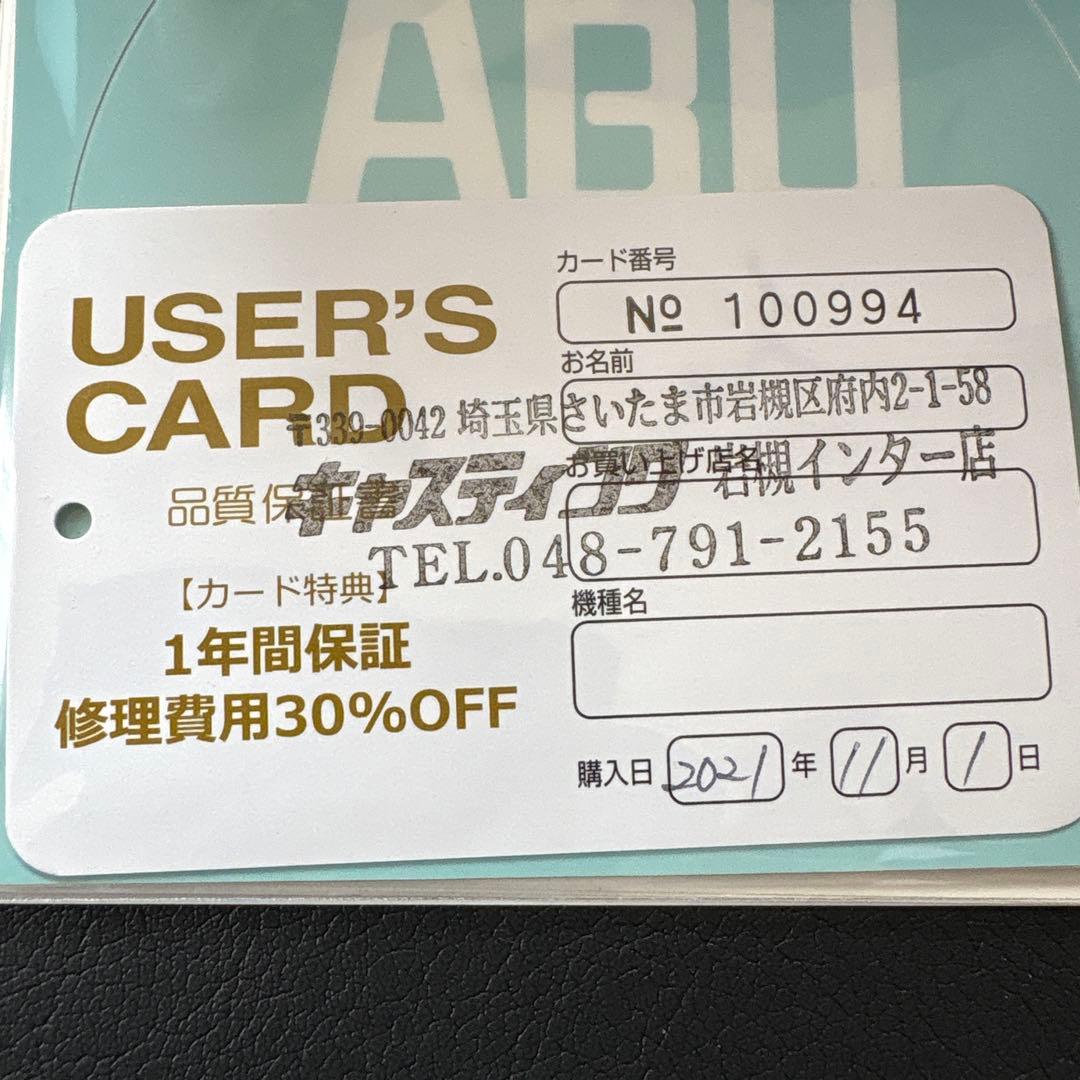 ABU
USER'S
CARD
品質保証書
【カード特典】
1年間保証
修理費用30%OFF
カード番号
№ 100994
お名前
〒339-0042 埼玉県さいたま市岩槻区府内2-1-58
お買い上げ店名
キャスティング 岩槻インター店
TEL.048-791-2155
機種名
購入日 2021 年 11 月 1 日